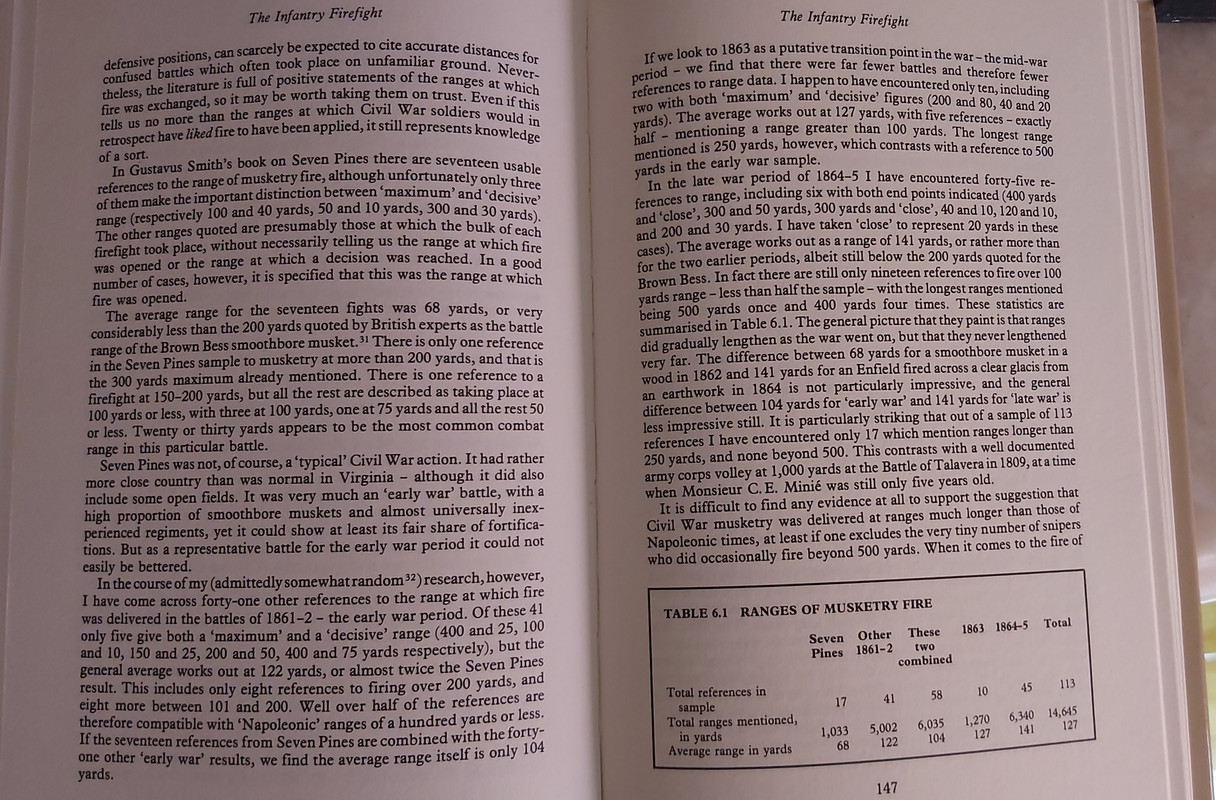 The Infantry Firefight
defensive positions, can scarcely be expected to cite accurate distances for
confused battles which often took place on unfamiliar ground. Never-
theless, the literature is full of positive statements of the ranges at which
fire was exchanged, so it may be worth taking them on trust. Even if this
tells us no more than the ranges at which Civil War soldiers would in
retrospect have liked fire to have been applied, it still represents knowledge
of a sort.
In Gustavus Smith's book on Seven Pines there are seventeen usable
references to the range of musketry fire, although unfortunately only three
of them make the important distinction between 'maximum' and 'decisive'
range (respectively 100 and 40 yards, 50 and 10 yards, 300 and 30 yards).
The other ranges quoted are presumably those at which the bulk of each
firefight took place, without necessarily telling us the range at which fire
was opened or the range at which a decision was reached. In a good
number of cases, however, it is specified that this was the range at which
fire was opened.
The average range for the seventeen fights was 68 yards, or very
considerably less than the 200 yards quoted by British experts as the battle
range of the Brown Bess smoothbore musket.31 There is only one reference
in the Seven Pines sample to musketry at more than 200 yards, and that is
the 300 yards maximum already mentioned. There is one reference to a
firefight at 150–200 yards, but all the rest are described as taking place at
100 yards or less, with three at 100 yards, one at 75 yards and all the rest 50
or less. Twenty or thirty yards appears to be the most common combat
range in this particular battle.
Seven Pines was not, of course, a 'typical' Civil War action. It had rather
more close country than was normal in Virginia – although it did also
include some open fields. It was very much an 'early war' battle, with a
high proportion of smoothbore muskets and almost universally inex-
perienced regiments, yet it could show at least its fair share of fortifica-
tions. But as a representative battle for the early war period it could not
easily be bettered.
In the course of my (admittedly somewhat random32) research, however,
I have come across forty-one other references to the range at which fire
was delivered in the battles of 1861–2 – the early war period. Of these 41
only five give both a 'maximum' and a 'decisive' range (400 and 25, 100
and 10, 150 and 25, 200 and 50, 400 and 75 yards respectively), but the
general average works out at 122 yards, or almost twice the Seven Pines
result. This includes only eight references to firing over 200 yards, and
eight more between 101 and 200. Well over half of the references are
therefore compatible with 'Napoleonic' ranges of a hundred yards or less.
If the seventeen references from Seven Pines are combined with the forty-
one other 'early war' results, we find the average range itself is only 104
yards.
The Infantry Firefight
If we look to 1863 as a putative transition point in the war – the mid-war
period – we find that there were far fewer battles and therefore fewer
references to range data. I happen to have encountered only ten, including
two with both 'maximum' and 'decisive' figures (200 and 80, 40 and 20
yards). The average works out at 127 yards, with five references – exactly
half – mentioning a range greater than 100 yards. The longest range
mentioned is 250 yards, however, which contrasts with a reference to 500
yards in the early war sample.
In the late war period of 1864–5 I have encountered forty-five re-
ferences to range, including six with both end points indicated (400 yards
and 'close', 300 and 50 yards, 300 yards and 'close', 40 and 10, 120 and 10,
and 200 and 30 yards. I have taken 'close' to represent 20 yards in these
cases). The average works out as a range of 141 yards, or rather more than
for the two earlier periods, albeit still below the 200 yards quoted for the
Brown Bess. In fact there are still only nineteen references to fire over 100
yards range – less than half the sample – with the longest ranges mentioned
being 500 yards once and 400 yards four times. These statistics are
summarised in Table 6.1. The general picture that they paint is that ranges
did gradually lengthen as the war went on, but that they never lengthened
very far. The difference between 68 yards for a smoothbore musket in a
wood in 1862 and 141 yards for an Enfield fired across a clear glacis from
an earthwork in 1864 is not particularly impressive, and the general
difference between 104 yards for 'early war' and 141 yards for 'late war' is
less impressive still. It is particularly striking that out of a sample of 113
references I have encountered only 17 which mention ranges longer than
250 yards, and none beyond 500. This contrasts with a well documented
army corps volley at 1,000 yards at the Battle of Talavera in 1809, at a time
when Monsieur C. E. Minié was still only five years old.
It is difficult to find any evidence at all to support the suggestion that
Civil War musketry was delivered at ranges much longer than those of
Napoleonic times, at least if one excludes the very tiny number of snipers
who did occasionally fire beyond 500 yards. When it comes to the fire of
TABLE 6.1 RANGES OF MUSKETRY FIRE
Seven Other These 1863 1864–5 Total
Pines 1861–2 two
combined
Total references in
sample 17 41 58 10 45 113
Total ranges mentioned,
in yards 1,033 5,002 6,035 1,270 6,340 14,645
Average range in yards 68 122 104 127 141 127
147